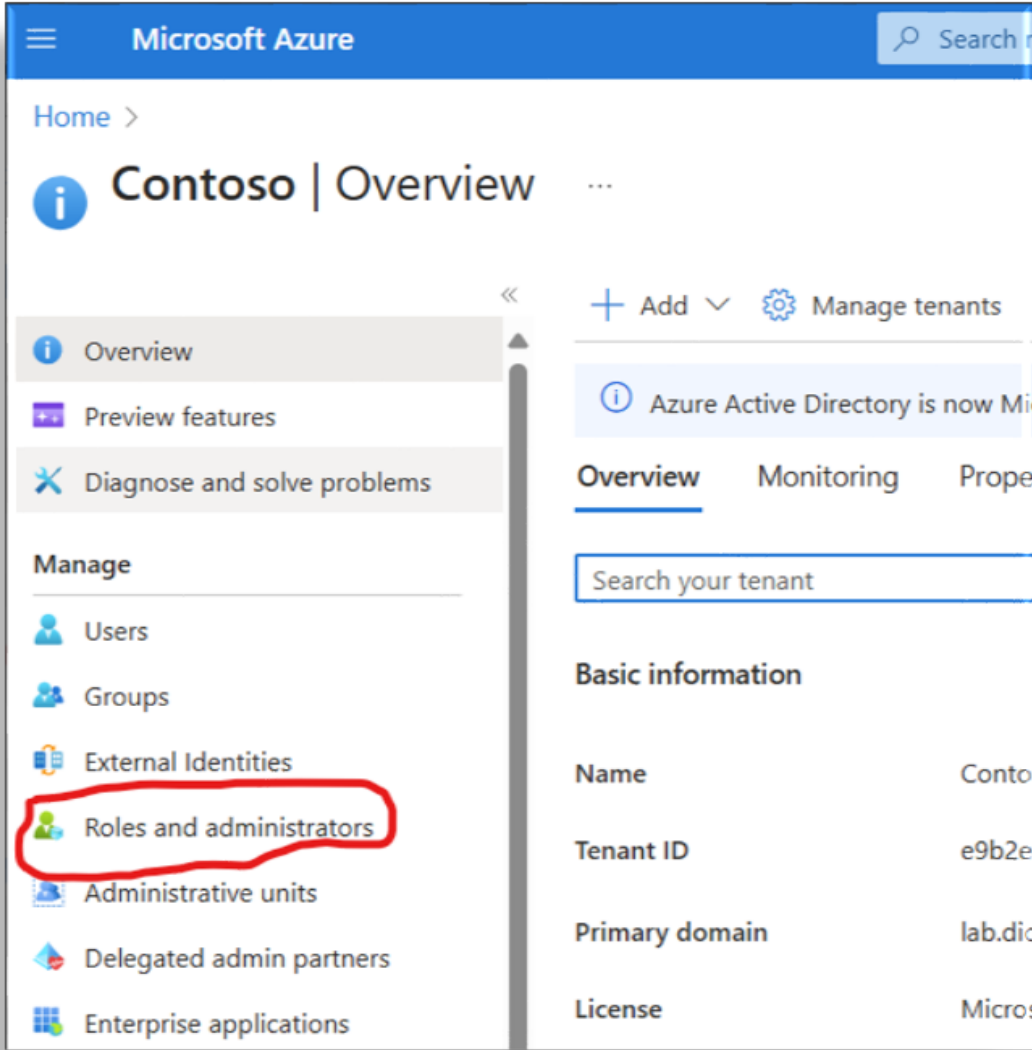 Microsoft Azure
Search
Home >
Contoso | Overview ...
«
+ Add Manage tenants
Overview
Preview features
Diagnose and solve problems
Azure Active Directory is now
Overview Monitoring
Manage
Search your tenant
Users
Groups
Basic information
External Identities
Name
Roles and administrators
Tenant ID e9b2e
Administrative units
Primary domain lab.
Delegated admin partners
Enterprise applications
License